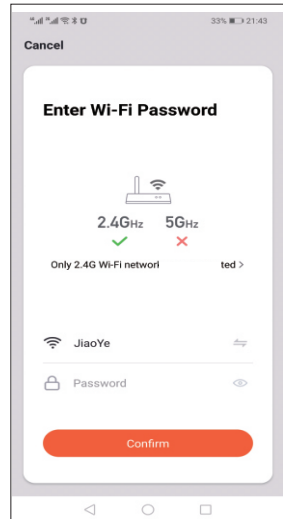 33% 21:43
Cancel
Enter Wi-Fi Password
2.4GHz 5GHz
Only 2.4G Wi-Fi network ted >
JiaoYe
Password
Confirm